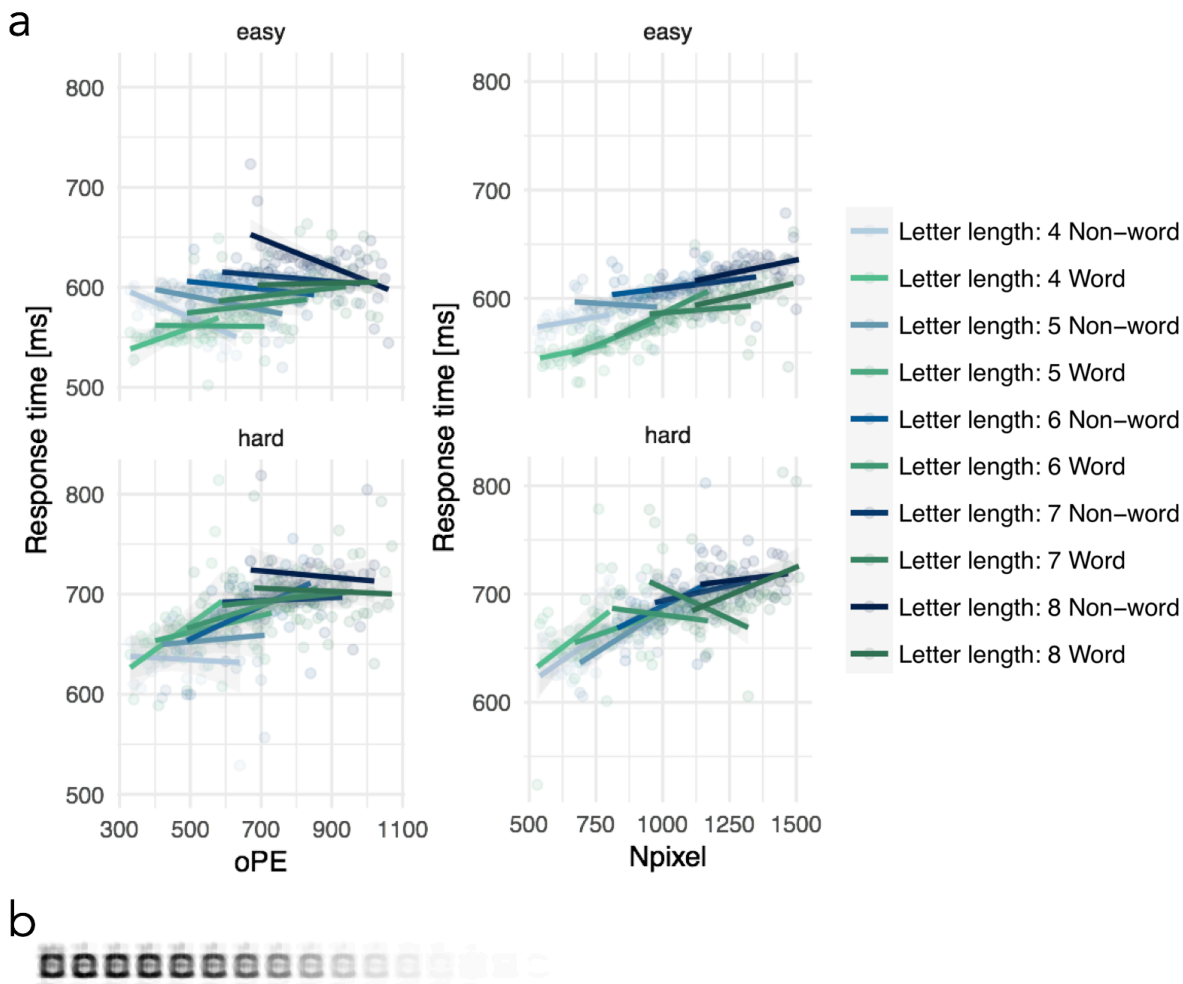 a
easy
easy
800
700
600
500
800
700
600
Response time [ms]
Response time [ms]
hard
hard
800
700
600
500
800
700
600
300 500 700 900 1100
500 750 1000 1250 1500
oPE
Npixel
Letter length: 4 Non−word
Letter length: 4 Word
Letter length: 5 Non−word
Letter length: 5 Word
Letter length: 6 Non−word
Letter length: 6 Word
Letter length: 7 Non−word
Letter length: 7 Word
Letter length: 8 Non−word
Letter length: 8 Word
b